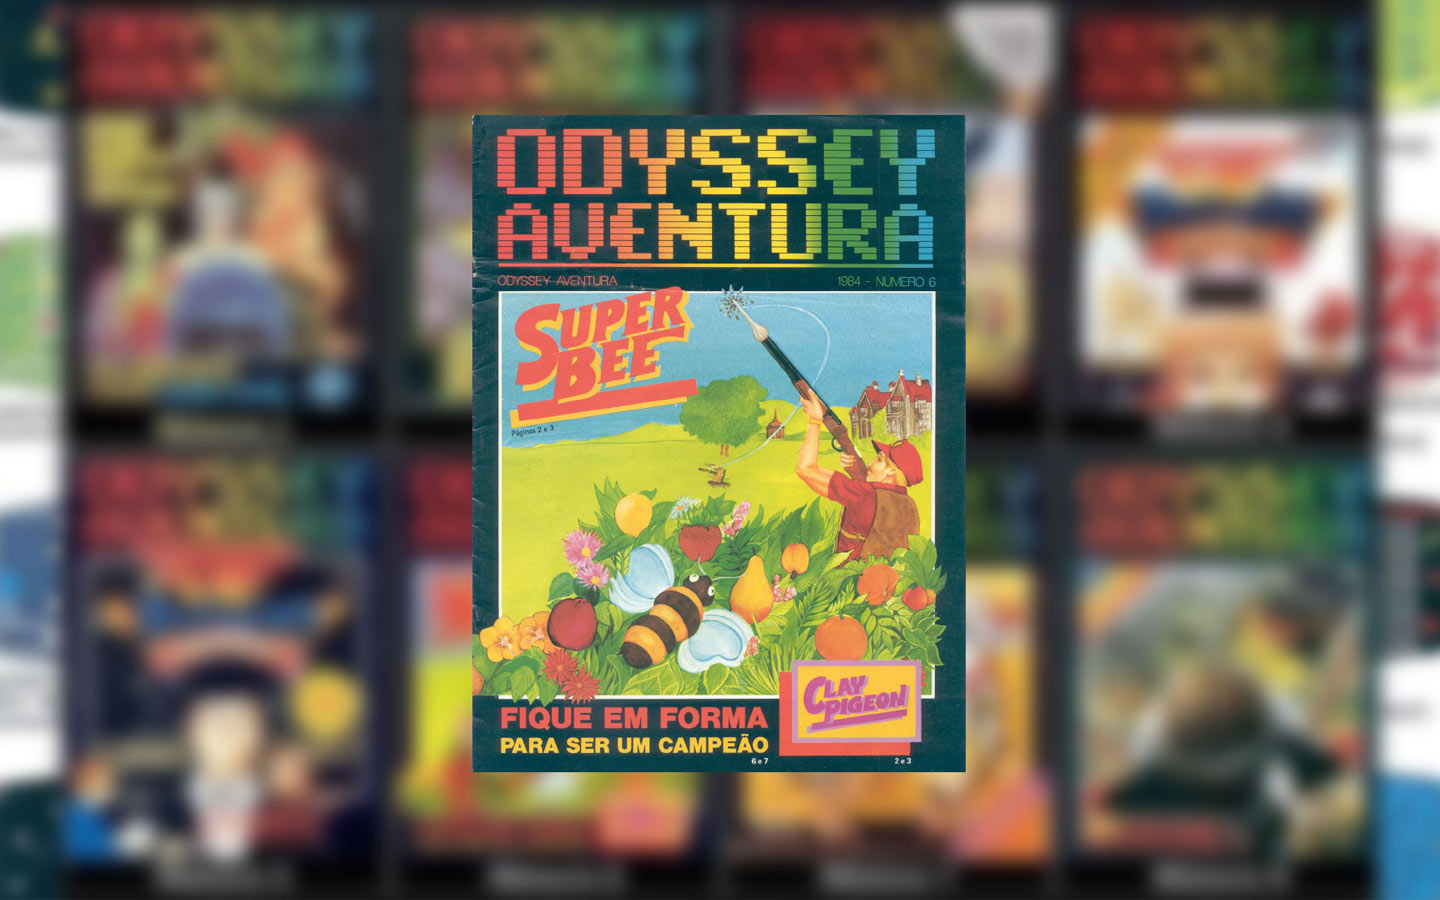 ODYSSEY
AVENTURA
ODYSSEY AVENTURA
1984 - NÚMERO 6
SUPER
BEE
Páginas 2 e 3
CLAY
PIGEON
FIQUE EM FORMA
PARA SER UM CAMPEÃO
6 e 7
2 e 3